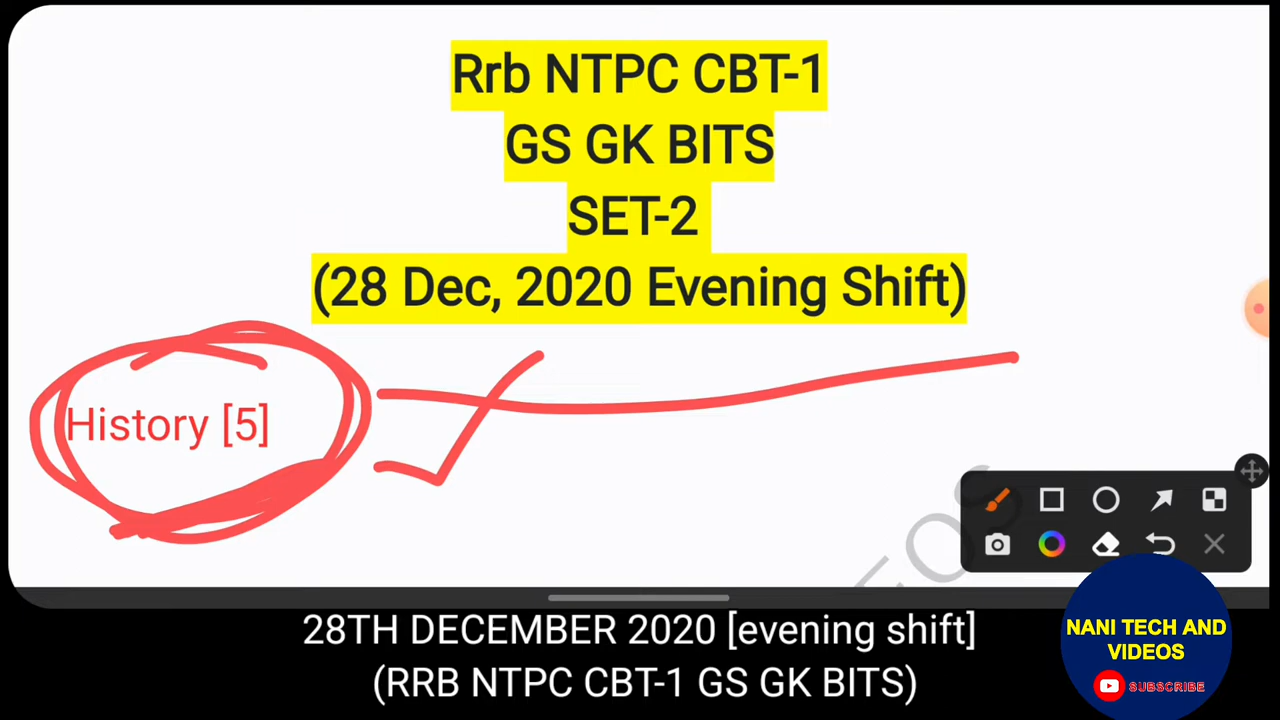 Rrb NTPC CBT-1
GS GK BITS
SET-2
(28 Dec, 2020 Evening Shift)
History [5]
28TH DECEMBER 2020 [evening shift]
(RRB NTPC CBT-1 GS GK BITS)
NANI TECH AND
VIDEOS
SUBSCRIBE